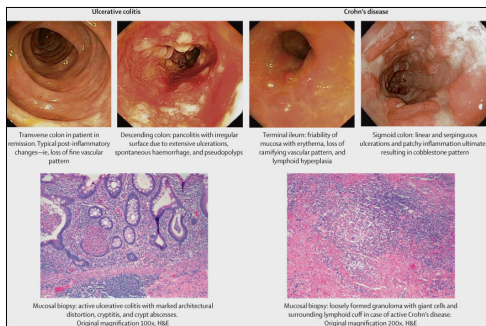 Ulcerative colitis
Crohn's disease
Transverse colon in patient in
remission. Typical post-inflammatory
changes—ie, loss of fine vascular
pattern
Descending colon: pancolitis with irregular
surface due to extensive ulcerations,
spontaneous haemorrhage, and pseudopolyps
Terminal ileum: friability of
mucosa with erythema, loss of
ramifying vascular pattern, and
lymphoid hyperplasia
Sigmoid colon: linear and serpinguous
ulcerations and patchy inflammation ultimate
resulting in cobblestone pattern
Mucosal biopsy: active ulcerative colitis with marked architectural
distortion, cryptitis, and crypt abscesses.
Original magnification 100x, H&E
Mucosal biopsy: loosely formed granuloma with giant cells and
surrounding lymphoid cuff in case of active Crohn's disease.
Original magnification 200x, H&E